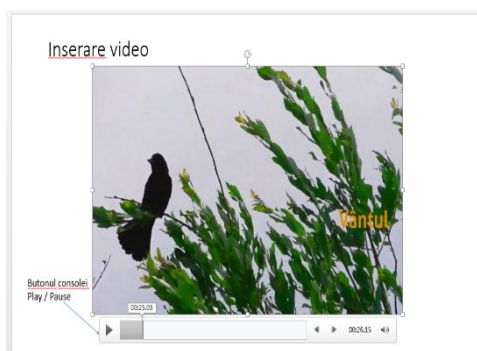 Inserare video
Vântul
Butonul consolei
Play / Pause
00:25.03
00:26.15